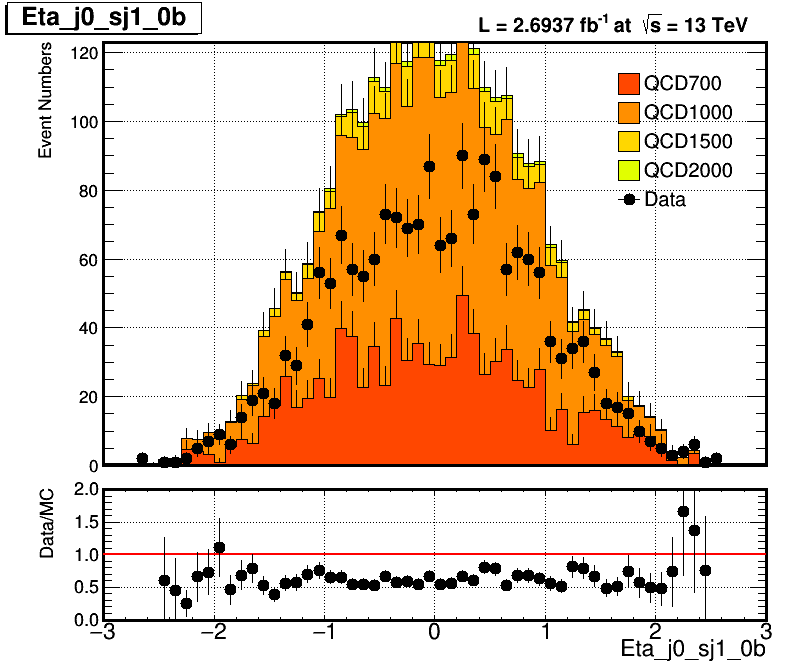 Eta_j0_sj1_0b
L = 2.6937 fb-1 at √s = 13 TeV
Event Numbers
120
100
80
60
40
20
0
QCD700
QCD1000
QCD1500
QCD2000
Data
Data/MC
2.0
1.5
1.0
0.5
0.0
−3 −2 −1 0 1 2 3
Eta_j0_sj1_0b